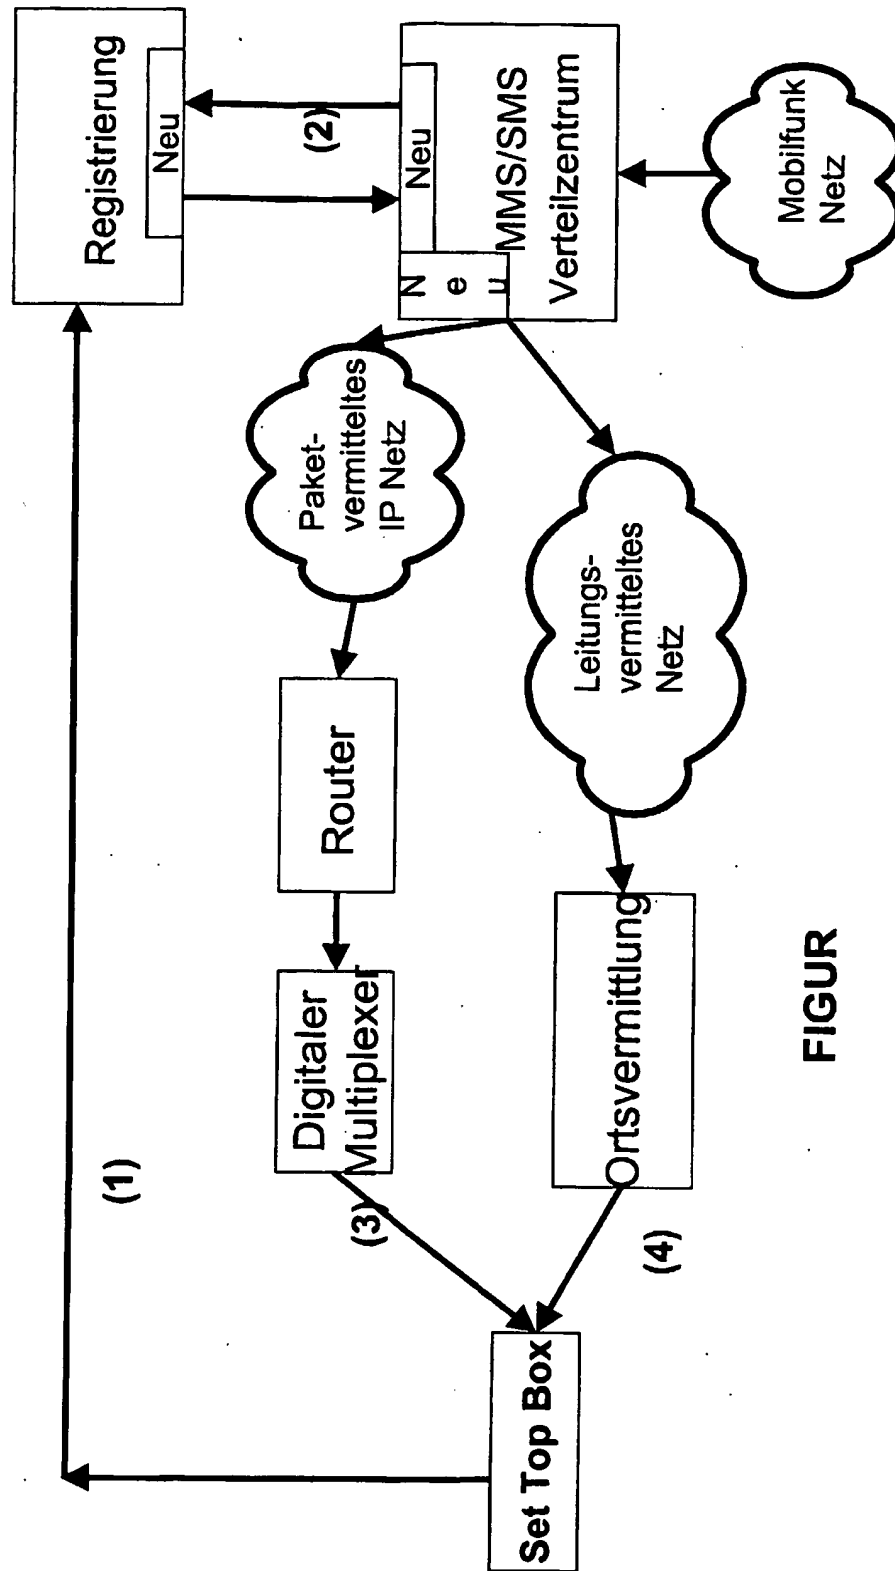 (1)
Registrierung
Neu
(2)
Digitaler
Multiplexer
Router
Paket-
vermitteltes
IP Netz
N
e
u
Neu
MMS/SMS
Verteilzentrum
(3)
Set Top Box
(4)
Ortsvermittlung
Leitungs-
vermitteltes
Netz
Mobilfunk
Netz
FIGUR